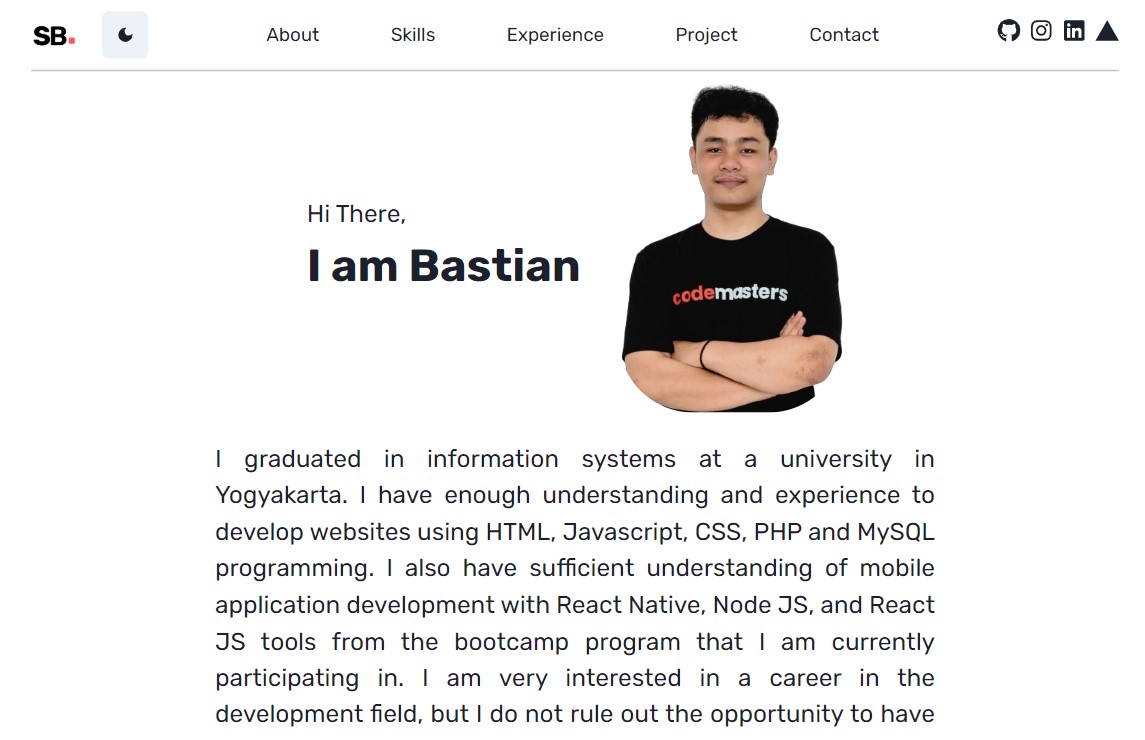 SB.
About Skills Experience Project Contact
Hi There,
I am Bastian
codemasters
I graduated in information systems at a university in
Yogyakarta. I have enough understanding and experience to
develop websites using HTML, Javascript, CSS, PHP and MySQL
programming. I also have sufficient understanding of mobile
application development with React Native, Node JS, and React
JS tools from the bootcamp program that I am currently
participating in. I am very interested in a career in the
development field, but I do not rule out the opportunity to have